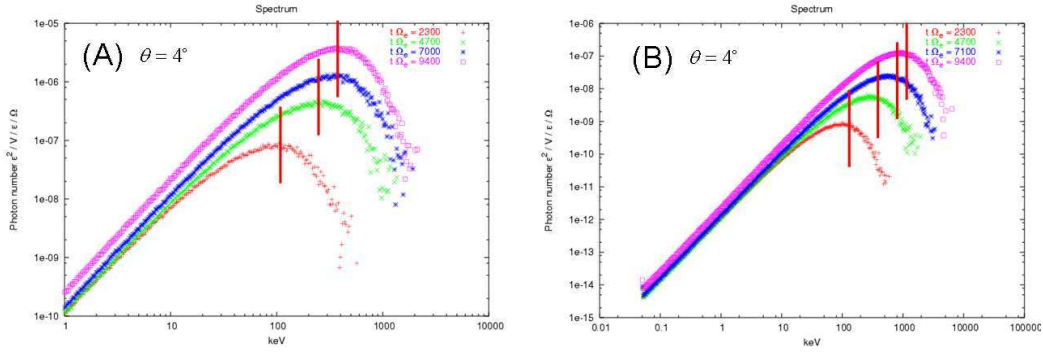 Spectrum
(A) θ = 4°
t Ω_e = 2300
t Ω_e = 4700
t Ω_e = 7000
t Ω_e = 9400
Photon number ε² / V / ε / Ω
1e-05
1e-06
1e-07
1e-08
1e-09
1e-10
1 10 100 1000 10000
keV
Spectrum
(B) θ = 4°
t Ω_e = 2300
t Ω_e = 4700
t Ω_e = 7100
t Ω_e = 9400
Photon number ε² / V / ε / Ω
1e-06
1e-07
1e-08
1e-09
1e-10
1e-11
1e-12
1e-13
1e-14
1e-15
0.01 0.1 1 10 100 1000 10000 100000
keV